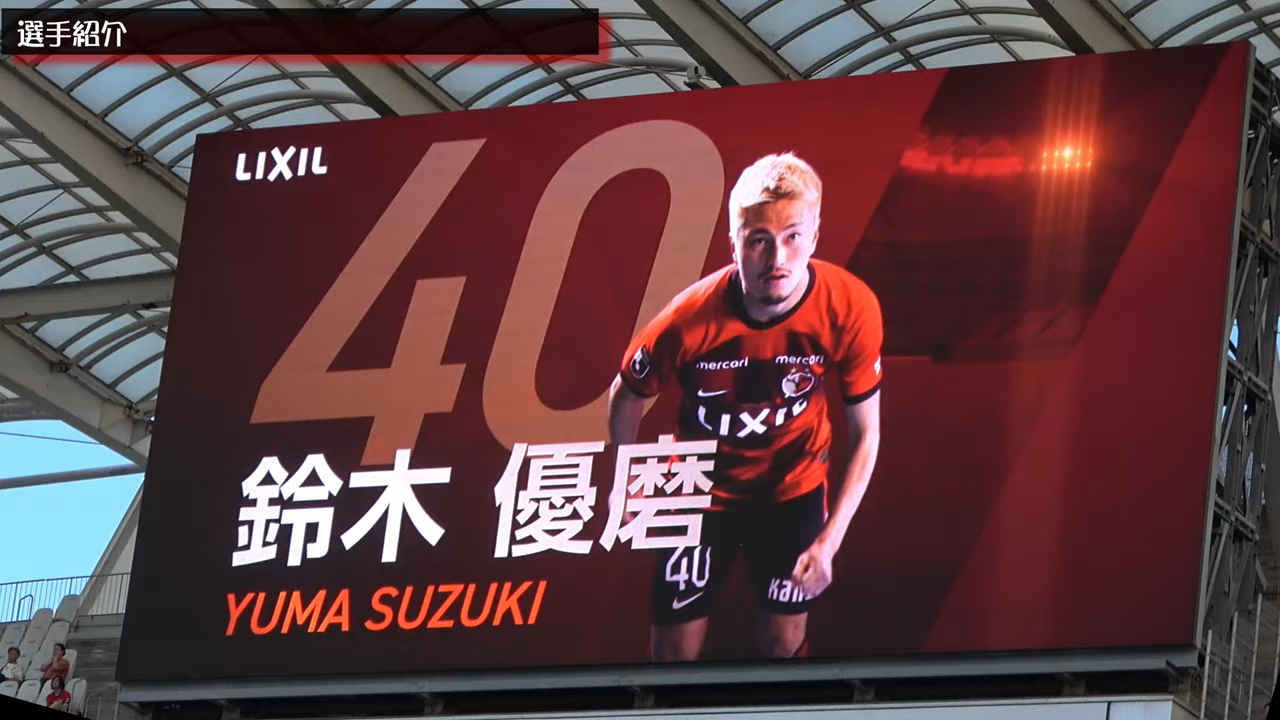 選手紹介
LIXIL
40
mercari mercari
LIXIL
鈴木 優磨
40
YUMA SUZUKI